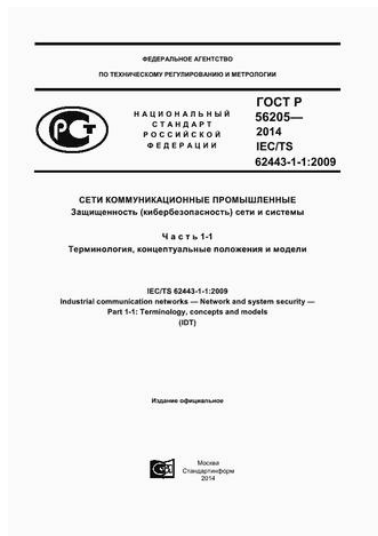 ФЕДЕРАЛЬНОЕ АГЕНТСТВО
ПО ТЕХНИЧЕСКОМУ РЕГУЛИРОВАНИЮ И МЕТРОЛОГИИ
НАЦИОНАЛЬНЫЙ
СТАНДАРТ
РОССИЙСКОЙ
ФЕДЕРАЦИИ
ГОСТ Р
56205—
2014
IEC/TS
62443-1-1:2009
СЕТИ КОММУНИКАЦИОННЫЕ ПРОМЫШЛЕННЫЕ
Защищенность (кибербезопасность) сети и системы
Часть 1-1
Терминология, концептуальные положения и модели
IEC/TS 62443-1-1:2009
Industrial communication networks — Network and system security —
Part 1-1: Terminology, concepts and models
(IDT)
Издание официальное
Москва
Стандартинформ
2014